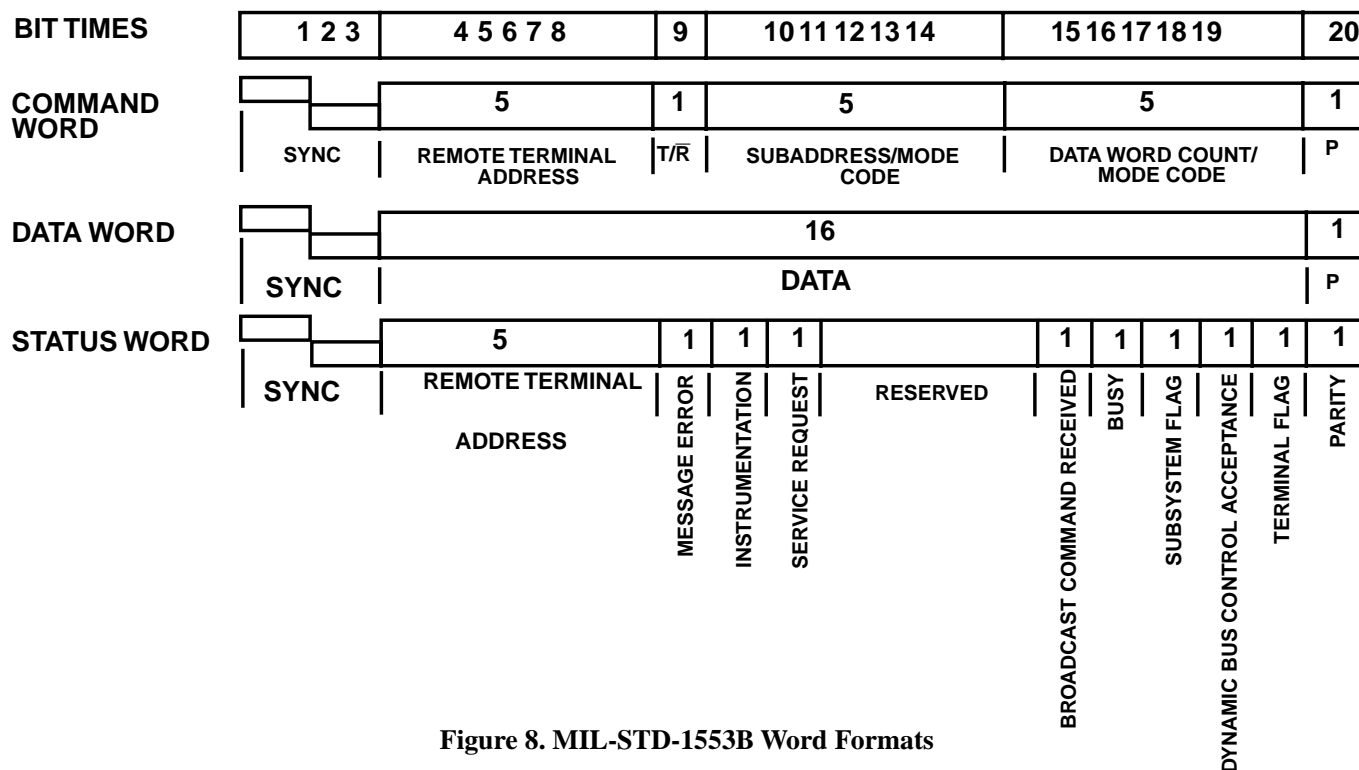 BIT TIMES 1 2 3 4 5 6 7 8 9 10 11 12 13 14 15 16 17 18 19 20
COMMAND WORD 5 1 5 5 1
SYNC REMOTE TERMINAL ADDRESS T/R̅ SUBADDRESS/MODE CODE DATA WORD COUNT/ MODE CODE P
DATA WORD 16 1
SYNC DATA P
STATUS WORD 5 1 1 1 1 1 1 1 1 1
SYNC REMOTE TERMINAL ADDRESS
MESSAGE ERROR
INSTRUMENTATION
SERVICE REQUEST
RESERVED
BROADCAST COMMAND RECEIVED
BUSY
SUBSYSTEM FLAG
DYNAMIC BUS CONTROL ACCEPTANCE
TERMINAL FLAG
PARITY
Figure 8. MIL-STD-1553B Word Formats